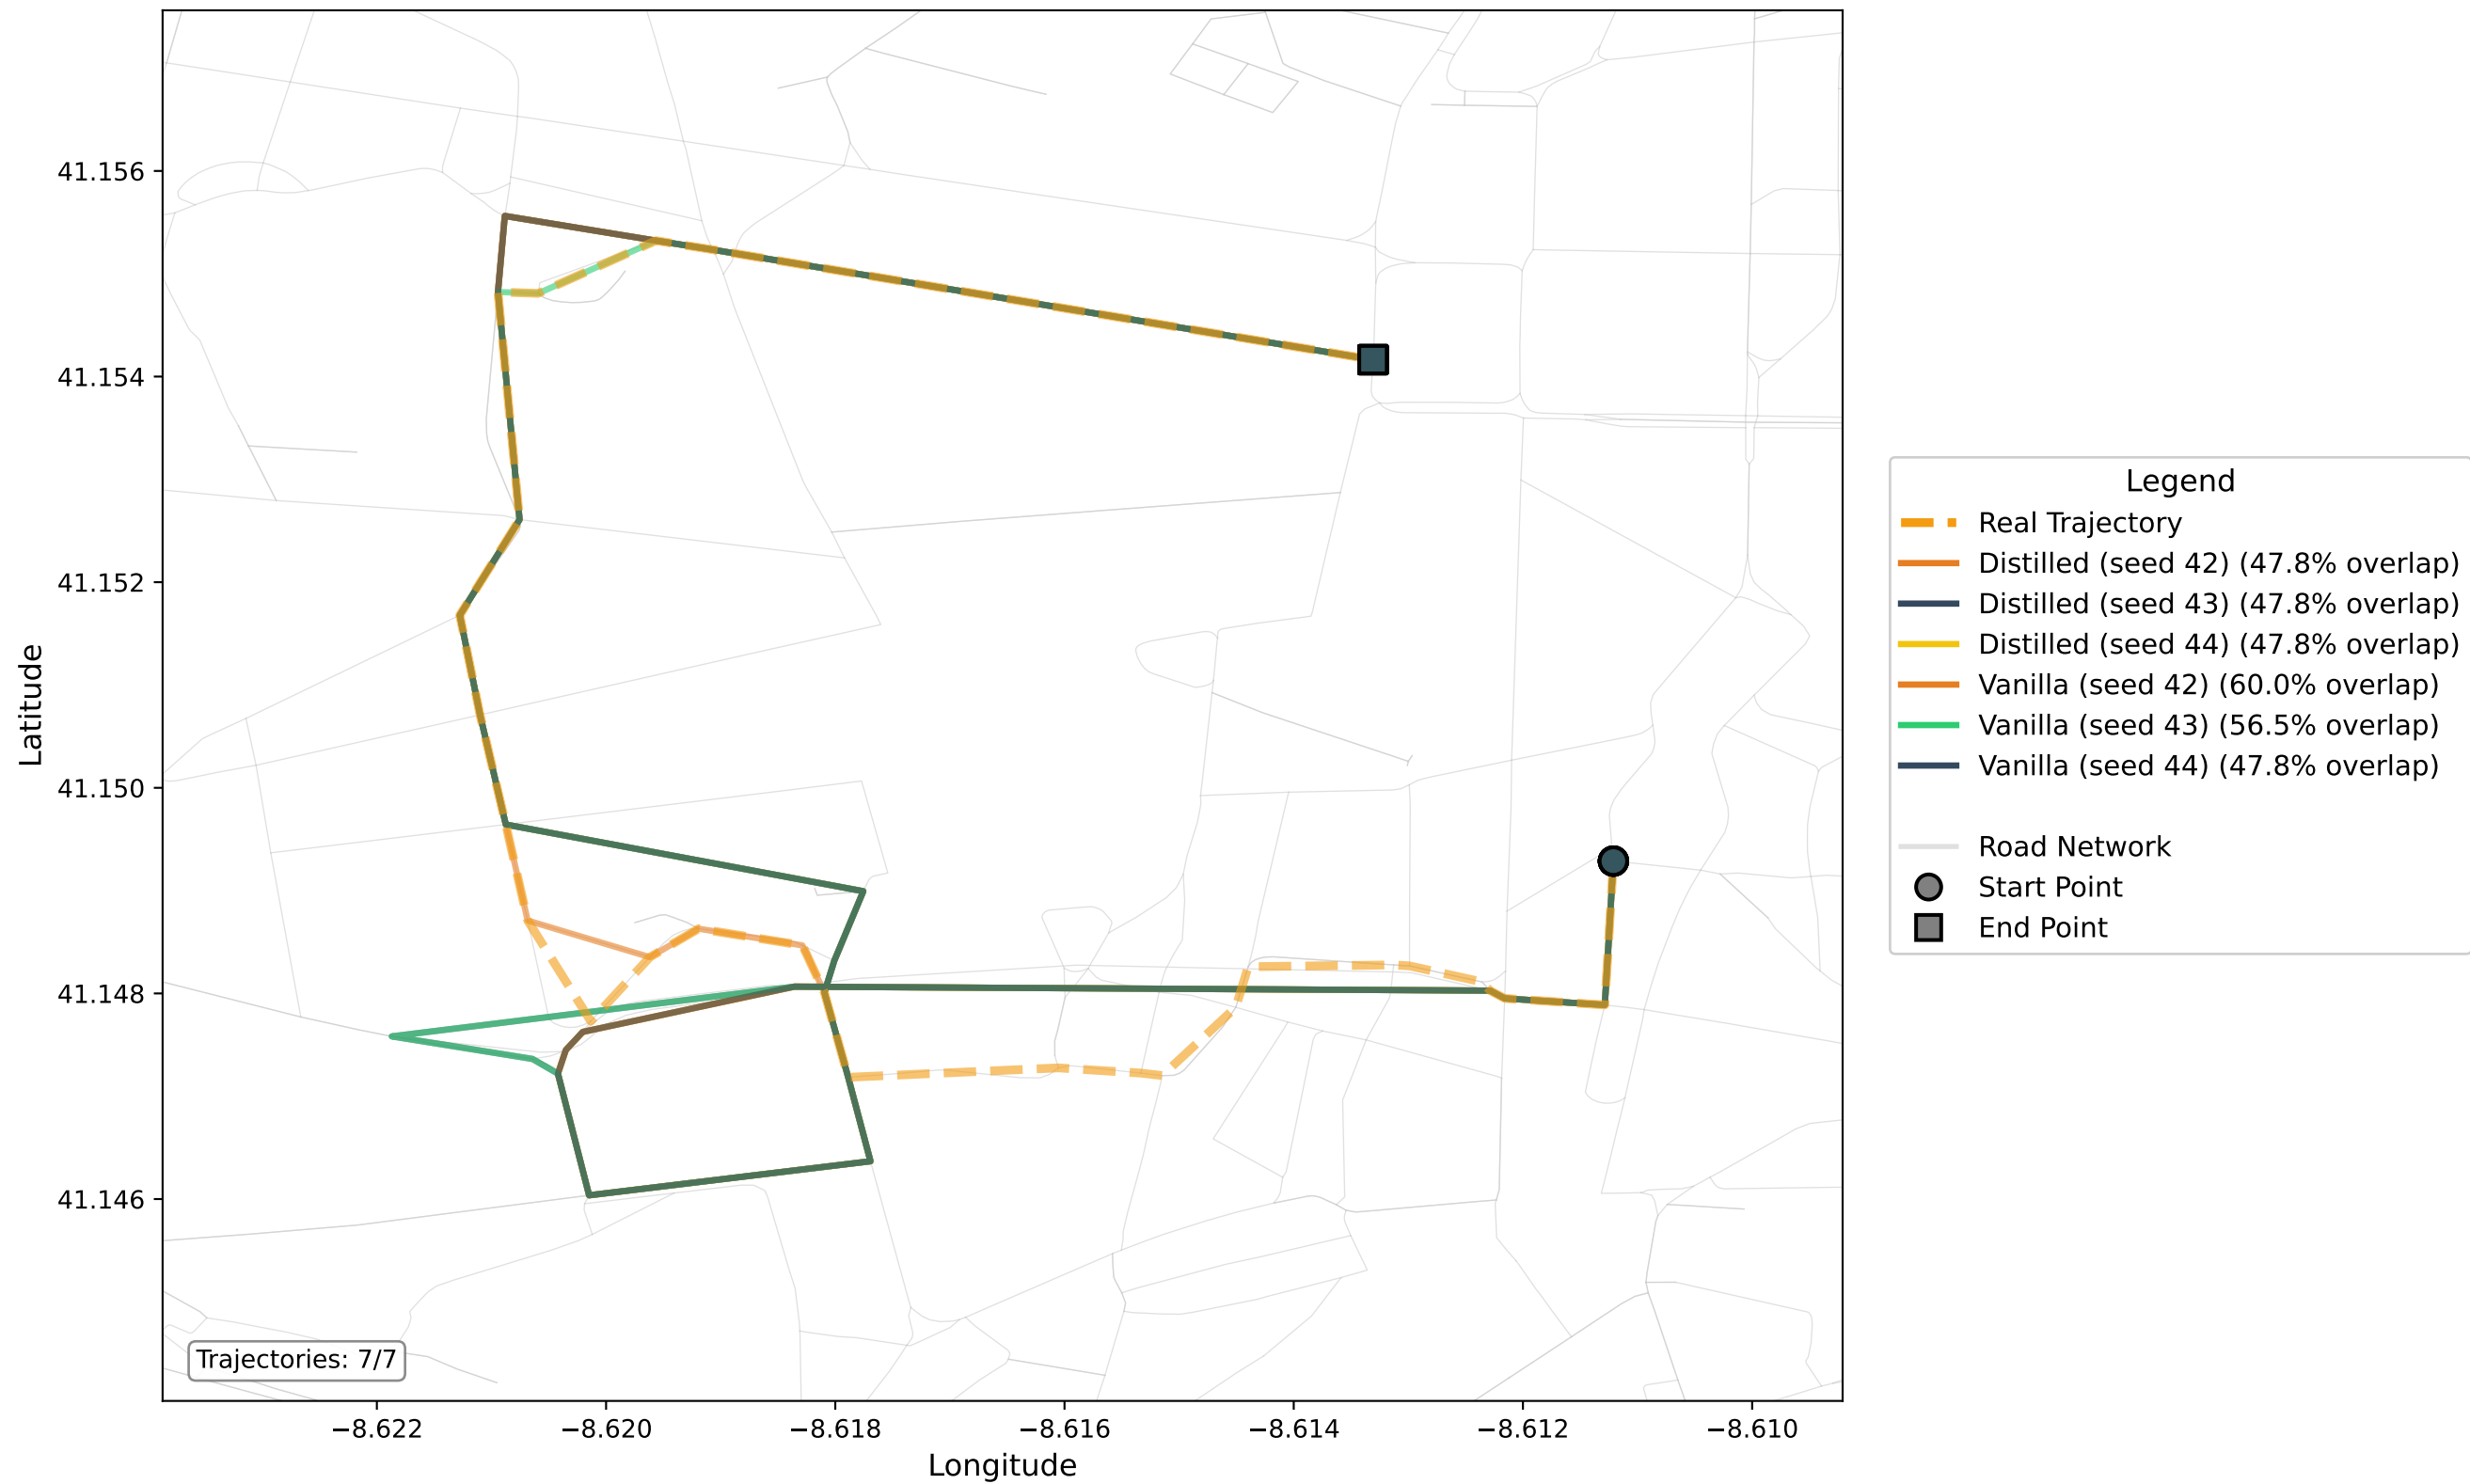 41.156
41.154
41.152
41.150
41.148
41.146
Latitude
−8.622
−8.620
−8.618
−8.616
−8.614
−8.612
−8.610
Longitude
Trajectories: 7/7
Legend
Real Trajectory
Distilled (seed 42) (47.8% overlap)
Distilled (seed 43) (47.8% overlap)
Distilled (seed 44) (47.8% overlap)
Vanilla (seed 42) (60.0% overlap)
Vanilla (seed 43) (56.5% overlap)
Vanilla (seed 44) (47.8% overlap)
Road Network
Start Point
End Point